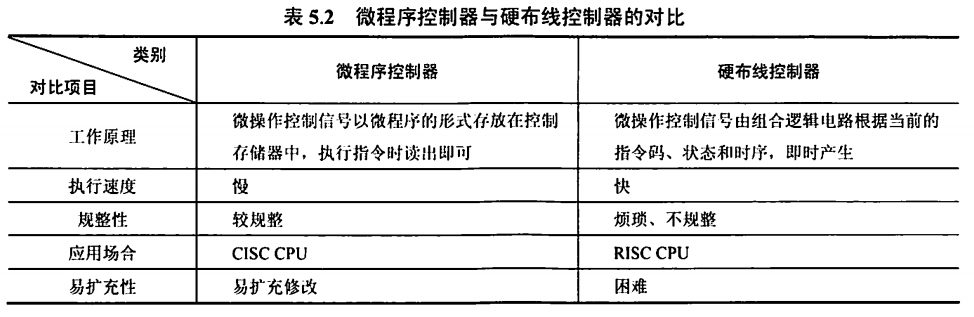 表 5.2 微程序控制器与硬布线控制器的对比
类别
对比项目
微程序控制器
硬布线控制器
工作原理
微操作控制信号以微程序的形式存放在控制
存储器中，执行指令时读出即可
微操作控制信号由组合逻辑电路根据当前的
指令码、状态和时序，即时产生
执行速度
慢
快
规整性
较规整
烦琐、不规整
应用场合
CISC CPU
RISC CPU
易扩充性
易扩充修改
困难